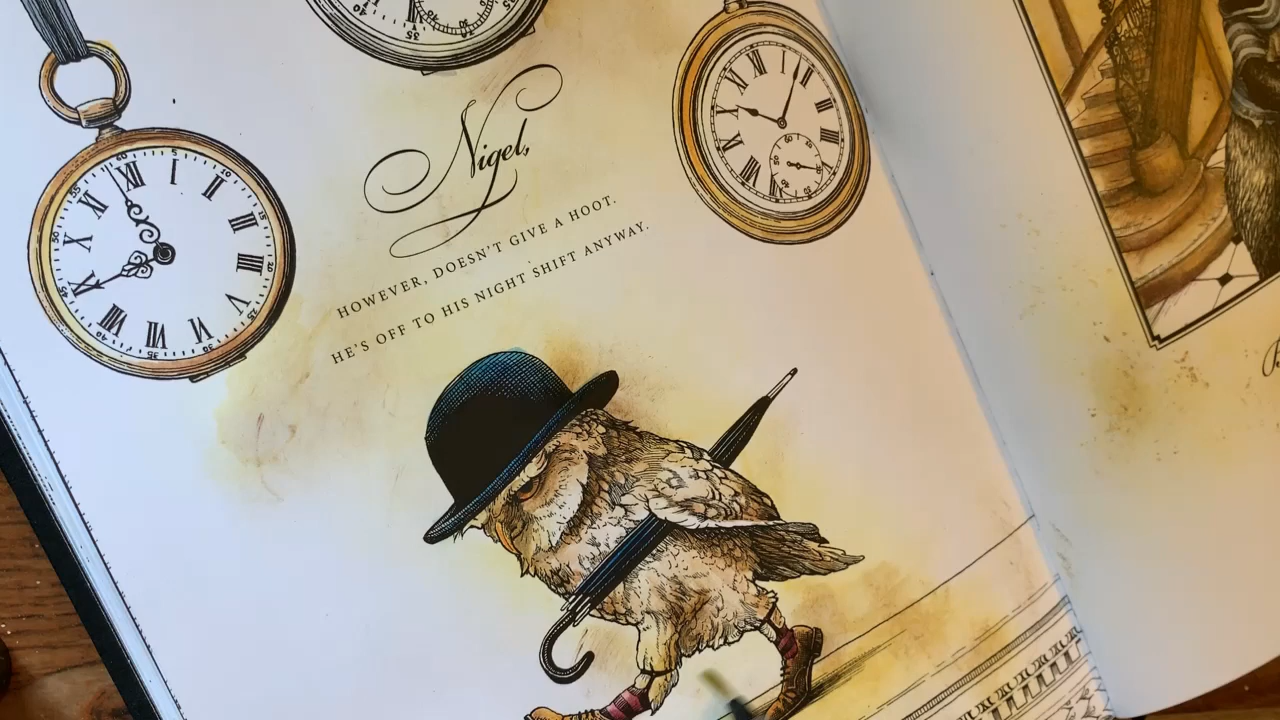 Nigel,
HOWEVER, DOESN'T GIVE A HOOT.
HE'S OFF TO HIS NIGHT SHIFT ANYWAY.